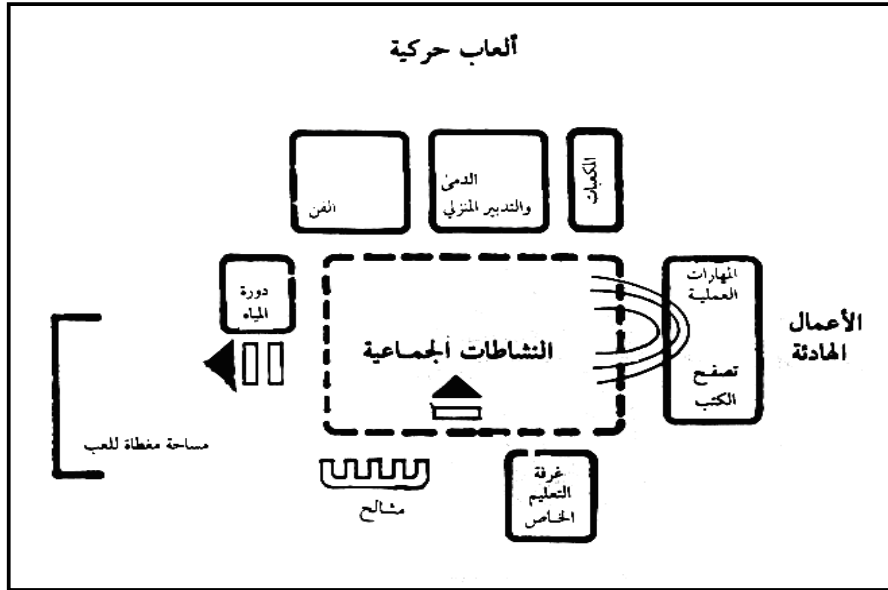 ألعاب حركية
المكعبات
الدمى
والتدبير المنزلي
الفن
المهارات
العملية
تصفح
الكتب
الأعمال
الهادئة
النشاطات الجماعية
دورة
المياه
مساحة مغطاة للعب
مشالح
غرفة
التعليم
الخاص